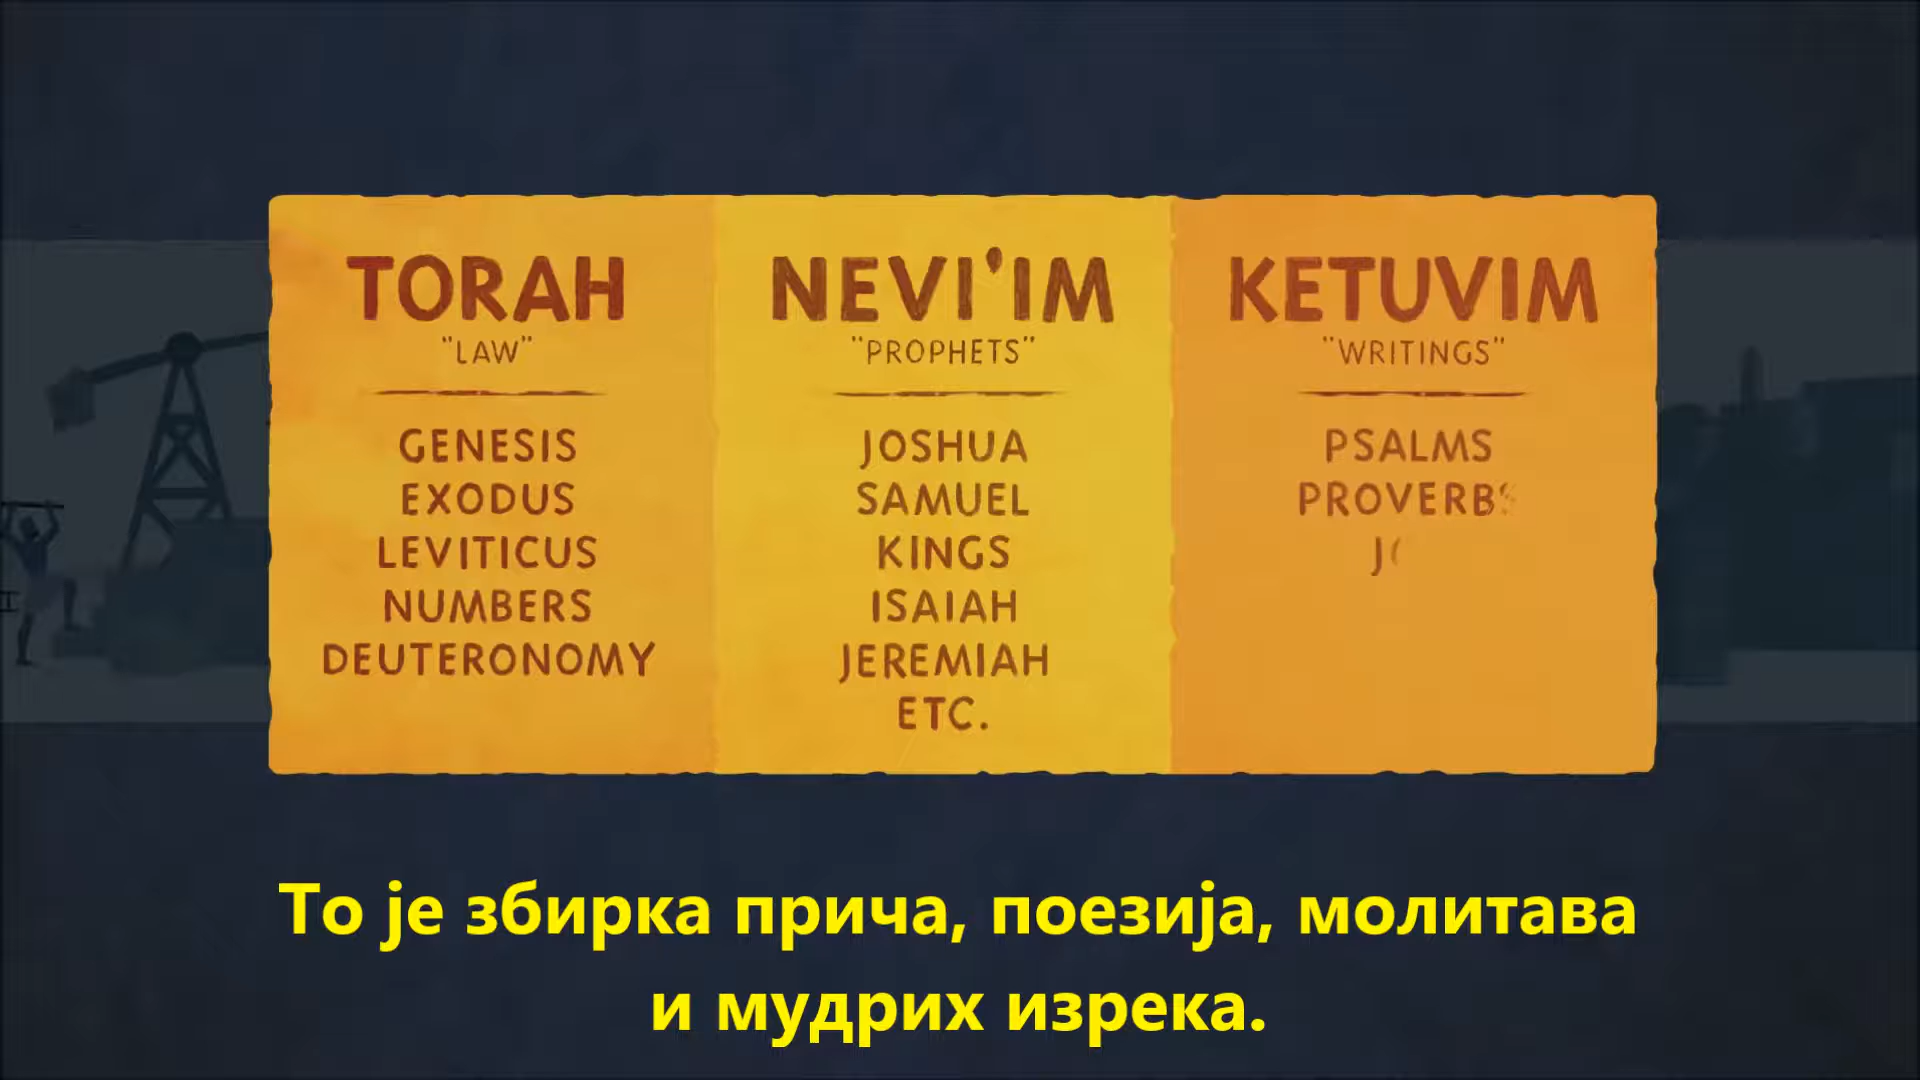 TORAH
"LAW"
GENESIS
EXODUS
LEVITICUS
NUMBERS
DEUTERONOMY
NEVI'IM
"PROPHETS"
JOSHUA
SAMUEL
KINGS
ISAIAH
JEREMIAH
ETC.
KETUVIM
"WRITINGS"
PSALMS
PROVERBS
То је збирка прича, поезија, молитава
и мудрих изрека.